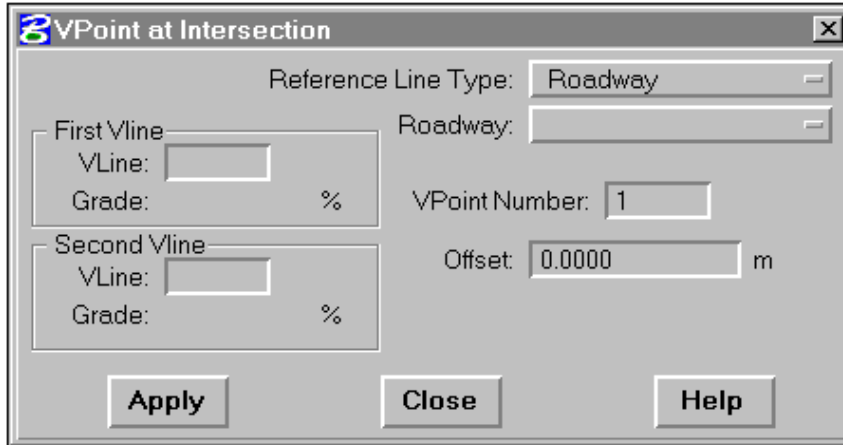 VPoint at Intersection
Reference Line Type: Roadway
Roadway:
First Vline
VLine:
Grade: %
VPoint Number: 1
Second Vline
VLine:
Grade: %
Offset: 0.0000 m
Apply Close Help